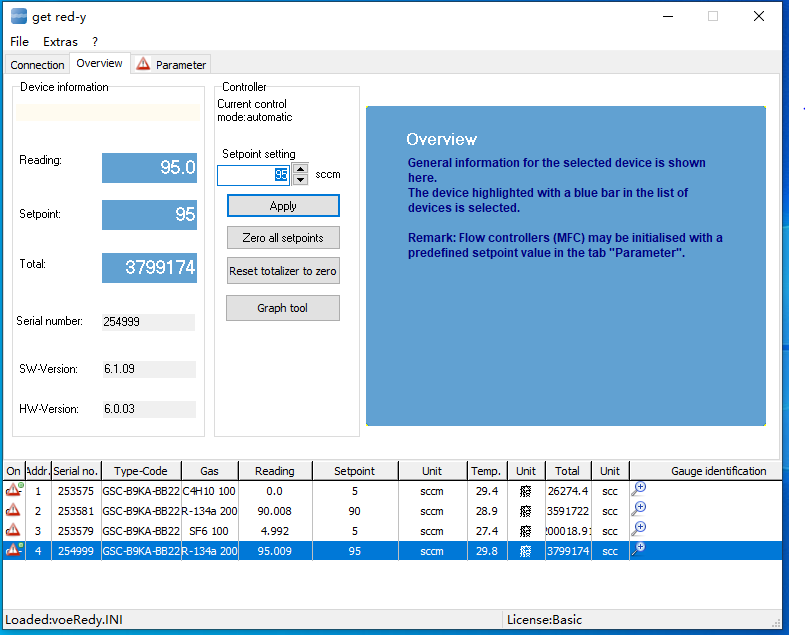 get red-y
File Extras ?
Connection Overview Parameter
Device information
Reading: 95.0
Setpoint: 95
Total: 3799174
Serial number: 254999
SW-Version: 6.1.09
HW-Version: 6.0.03
Controller
Current control
mode:automatic
Setpoint setting
95 sccm
Apply
Zero all setpoints
Reset totalizer to zero
Graph tool
Overview
General information for the selected device is shown
here.
The device highlighted with a blue bar in the list of
devices is selected.
Remark: Flow controllers (MFC) may be initialised with a
predefined setpoint value in the tab "Parameter".
On Addr. Serial no. Type-Code Gas Reading Setpoint Unit Temp. Unit Total Unit Gauge identification
1 253575 GSC-B9KA-BB22 C4H10 100 0.0 5 sccm 29.4 26274.4 scc
2 253581 GSC-B9KA-BB22 R-134a 200 90.008 90 sccm 28.9 3591722 scc
3 253579 GSC-B9KA-BB22 SF6 100 4.992 5 sccm 27.4 200018.91 scc
4 254999 GSC-B9KA-BB22 R-134a 200 95.009 95 sccm 29.8 3799174 scc
Loaded:voeRedy.INI License:Basic